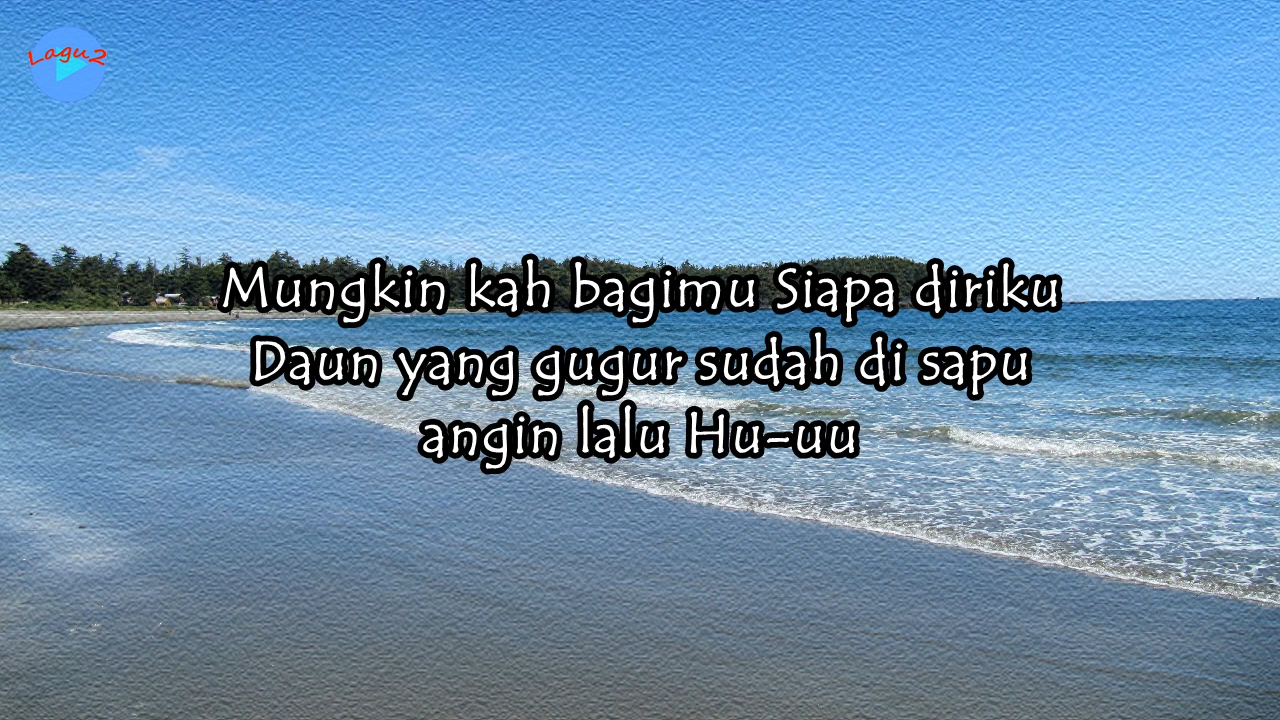 Lagu2
Mungkin kah bagimu Siapa diriku
Daun yang gugur sudah di sapu
angin lalu Hu-uu